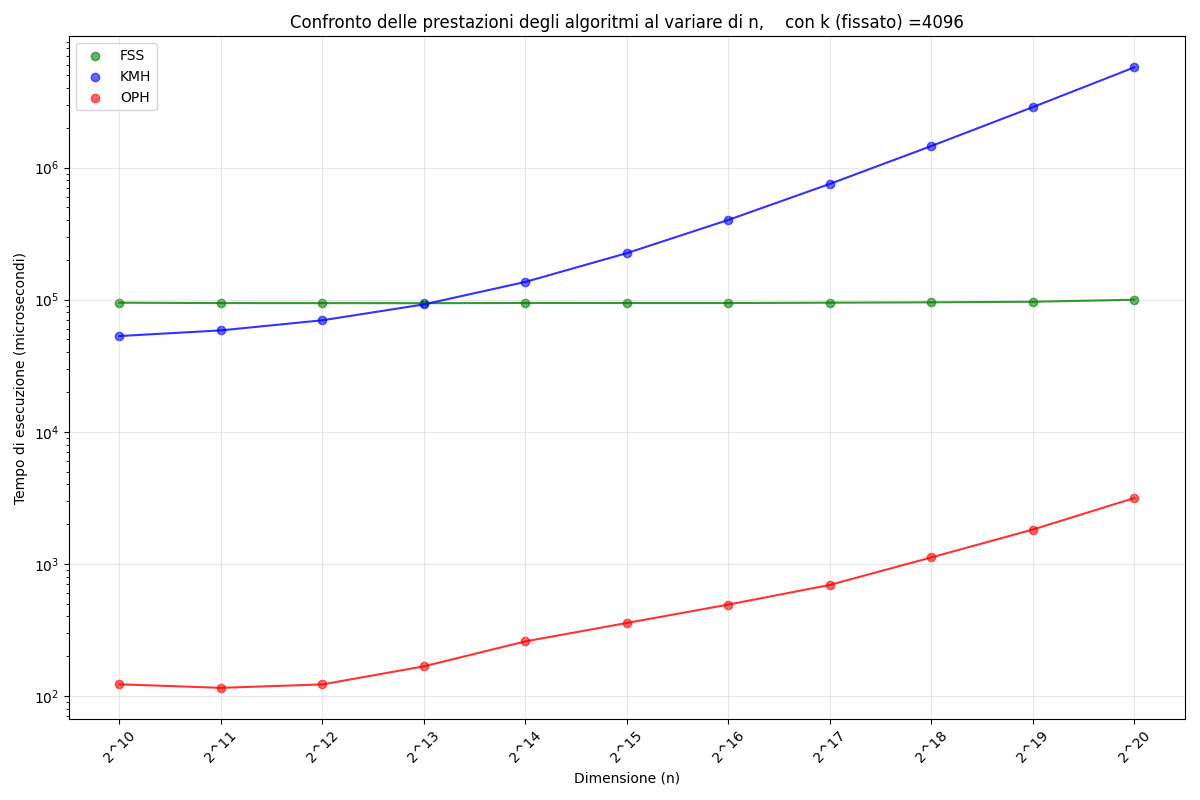 Confronto delle prestazioni degli algoritmi al variare di n,    con k (fissato) =4096
FSS
KMH
OPH
Tempo di esecuzione (microsecondi)
10^6
10^5
10^4
10^3
10^2
2^10
2^11
2^12
2^13
2^14
2^15
2^16
2^17
2^18
2^19
2^20
Dimensione (n)